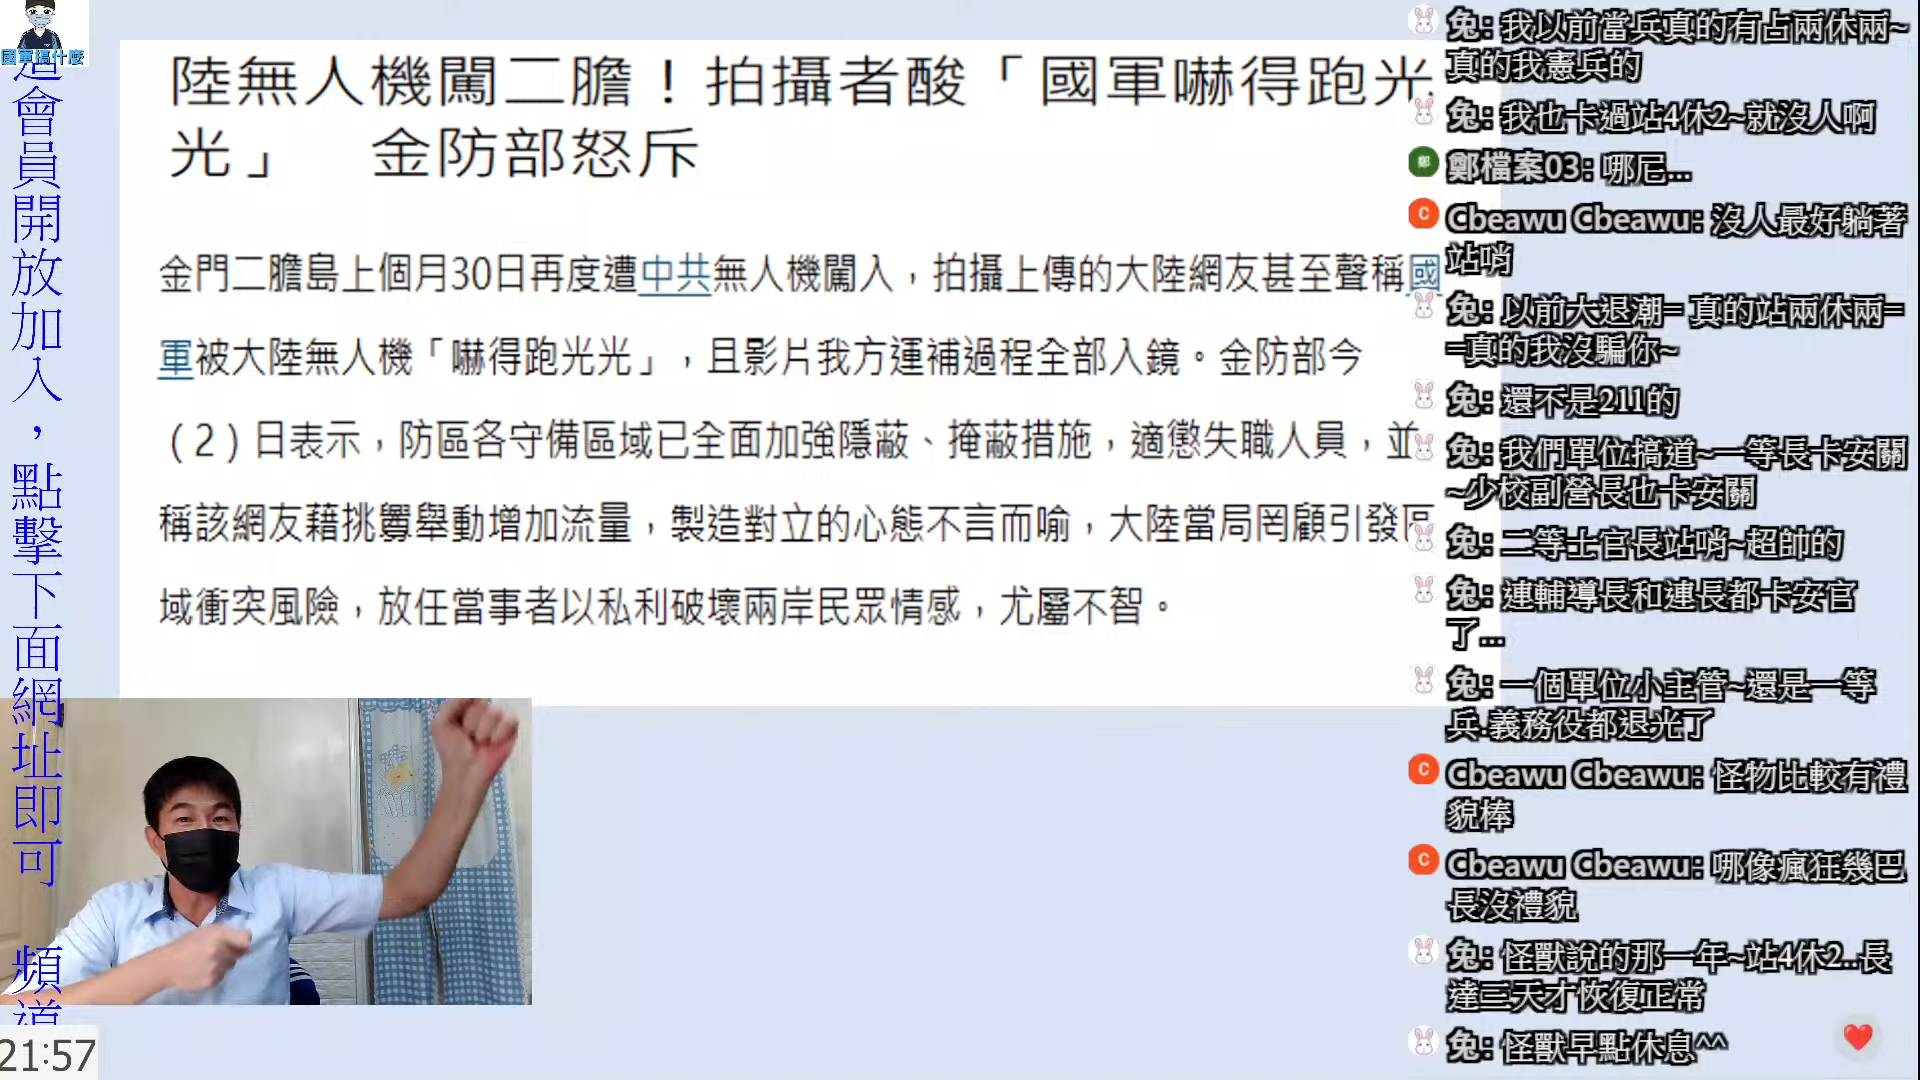 國軍搞什麼
這會員開放加入，點擊下面網址即可　頻道
陸無人機闖二膽！拍攝者酸「國軍嚇得跑光
光」　金防部怒斥
金門二膽島上個月30日再度遭中共無人機闖入，拍攝上傳的大陸網友甚至聲稱國
軍被大陸無人機「嚇得跑光光」，且影片我方運補過程全部入鏡。金防部今
（2）日表示，防區各守備區域已全面加強隱蔽、掩蔽措施，適懲失職人員，並
稱該網友藉挑釁舉動增加流量，製造對立的心態不言而喻，大陸當局罔顧引發區
域衝突風險，放任當事者以私利破壞兩岸民眾情感，尤屬不智。
21:57
兔: 我以前當兵真的有占兩休兩~
真的我憲兵的
兔: 我也卡過站4休2~就沒人啊
鄭檔案03: 哪尼...
Cbeawu Cbeawu: 沒人最好躺著
站哨
兔: 以前大退潮= 真的站兩休兩=
=真的我沒騙你~
兔: 還不是211的
兔: 我們單位搞道~一等長卡安關
~少校副營長也卡安關
兔: 二等士官長站哨~超帥的
兔: 連輔導長和連長都卡安官
了...
兔: 一個單位小主管~還是一等
兵.義務役都退光了
Cbeawu Cbeawu: 怪物比較有禮
貌棒
Cbeawu Cbeawu: 哪像瘋狂幾巴
長沒禮貌
兔: 怪獸說的那一年~站4休2..長
達三天才恢復正常
兔: 怪獸早點休息^^